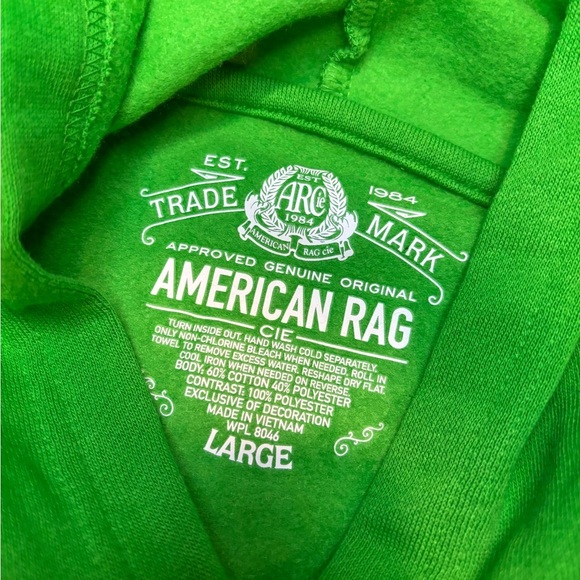 EST. 1984
TRADE MARK
EST
ARCie
1984
AMERICAN RAG cie
APPROVED GENUINE ORIGINAL
AMERICAN RAG
CIE
TURN INSIDE OUT. HAND WASH COLD SEPARATELY.
ONLY NON-CHLORINE BLEACH WHEN NEEDED. ROLL IN
TOWEL TO REMOVE EXCESS WATER. RESHAPE DRY FLAT.
COOL IRON WHEN NEEDED ON REVERSE.
BODY: 60% COTTON 40% POLYESTER
CONTRAST: 100% POLYESTER
EXCLUSIVE OF DECORATION
MADE IN VIETNAM
WPL 8046
LARGE